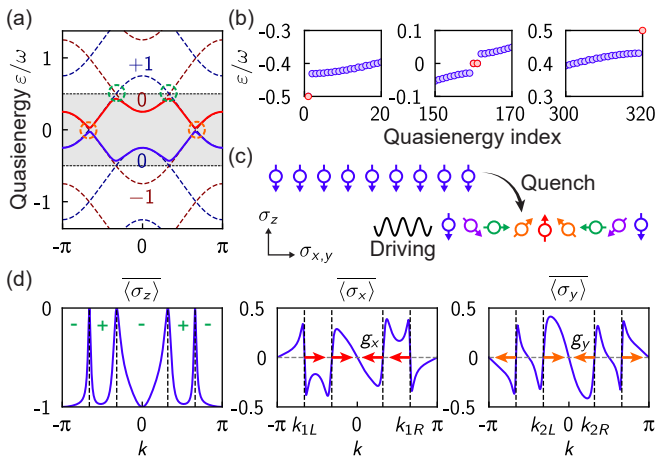 (a)
Quasienergy ε/ω
1
0
-1
+1
0
0
−1
-π
0
π
(b)
ε/ω
-0.3
-0.4
-0.5
1
20
0.1
0
-0.1
150
170
0.5
0.4
0.3
300
320
Quasienergy index
(c)
Quench
σz
σx,y
Driving
(d)
⟨σz⟩
0
-1
- + - + -
-π
0
π
k
⟨σx⟩
0.5
0
-0.5
gx
-π
k1L
0
k1R
π
k
⟨σy⟩
0.5
0
-0.5
gy
-π
k2L
0
k2R
π
k